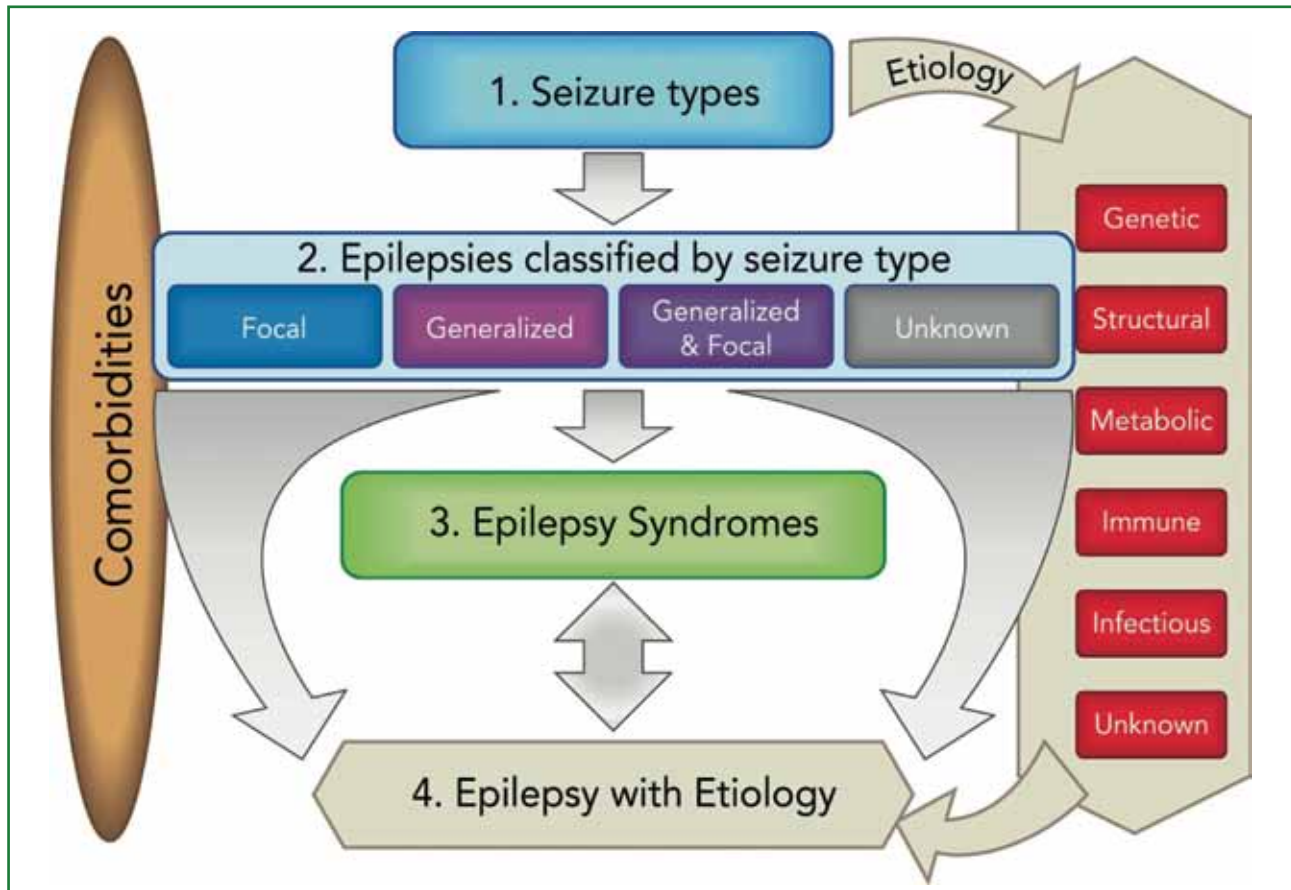 1. Seizure types
Etiology
Comorbidities
2. Epilepsies classified by seizure type
Focal
Generalized
Generalized
& Focal
Unknown
3. Epilepsy Syndromes
4. Epilepsy with Etiology
Genetic
Structural
Metabolic
Immune
Infectious
Unknown